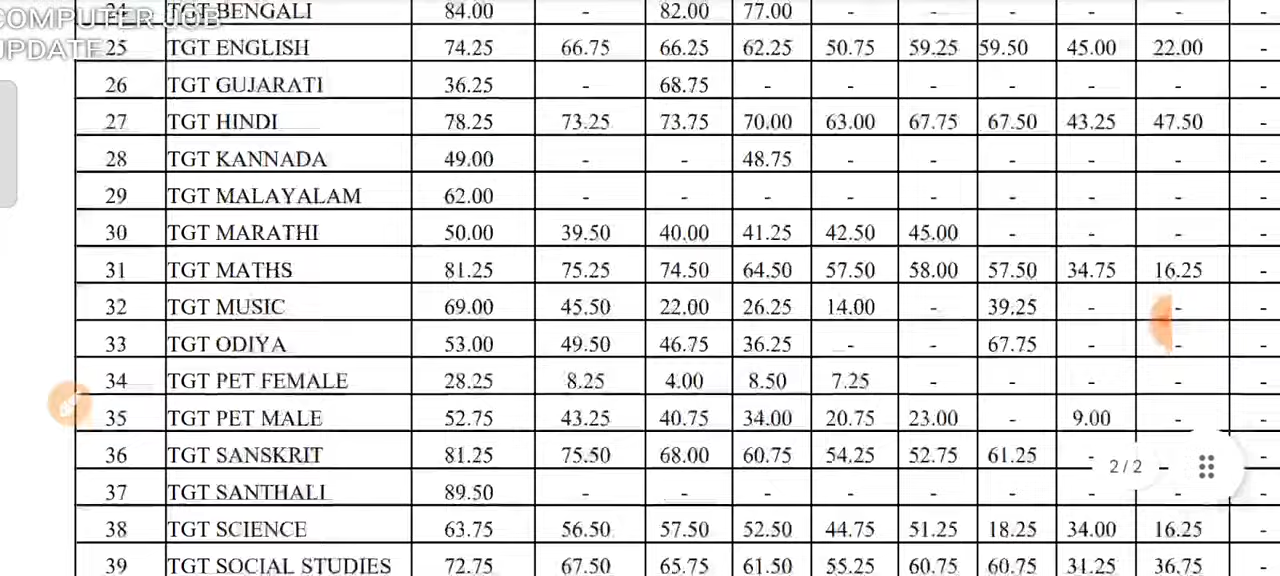 COMPUTER JOB
UPDATE
24 TGT BENGALI 84.00 - 82.00 77.00
25 TGT ENGLISH 74.25 66.75 66.25 62.25 50.75 59.25 59.50 45.00 22.00 -
26 TGT GUJARATI 36.25 - 68.75 - - - - - - -
27 TGT HINDI 78.25 73.25 73.75 70.00 63.00 67.75 67.50 43.25 47.50 -
28 TGT KANNADA 49.00 - - 48.75 - - - - - -
29 TGT MALAYALAM 62.00 - - - - - - - - -
30 TGT MARATHI 50.00 39.50 40.00 41.25 42.50 45.00 - - - -
31 TGT MATHS 81.25 75.25 74.50 64.50 57.50 58.00 57.50 34.75 16.25 -
32 TGT MUSIC 69.00 45.50 22.00 26.25 14.00 - 39.25 - - -
33 TGT ODIYA 53.00 49.50 46.75 36.25 - - 67.75 - - -
34 TGT PET FEMALE 28.25 8.25 4.00 8.50 7.25 - - - - -
35 TGT PET MALE 52.75 43.25 40.75 34.00 20.75 23.00 - 9.00 - -
36 TGT SANSKRIT 81.25 75.50 68.00 60.75 54.25 52.75 61.25 - -
2 / 2
37 TGT SANTHALI 89.50 - - - - - - - - -
38 TGT SCIENCE 63.75 56.50 57.50 52.50 44.75 51.25 18.25 34.00 16.25 -
39 TGT SOCIAL STUDIES 72.75 67.50 65.75 61.50 55.25 60.75 60.75 31.25 36.75 -